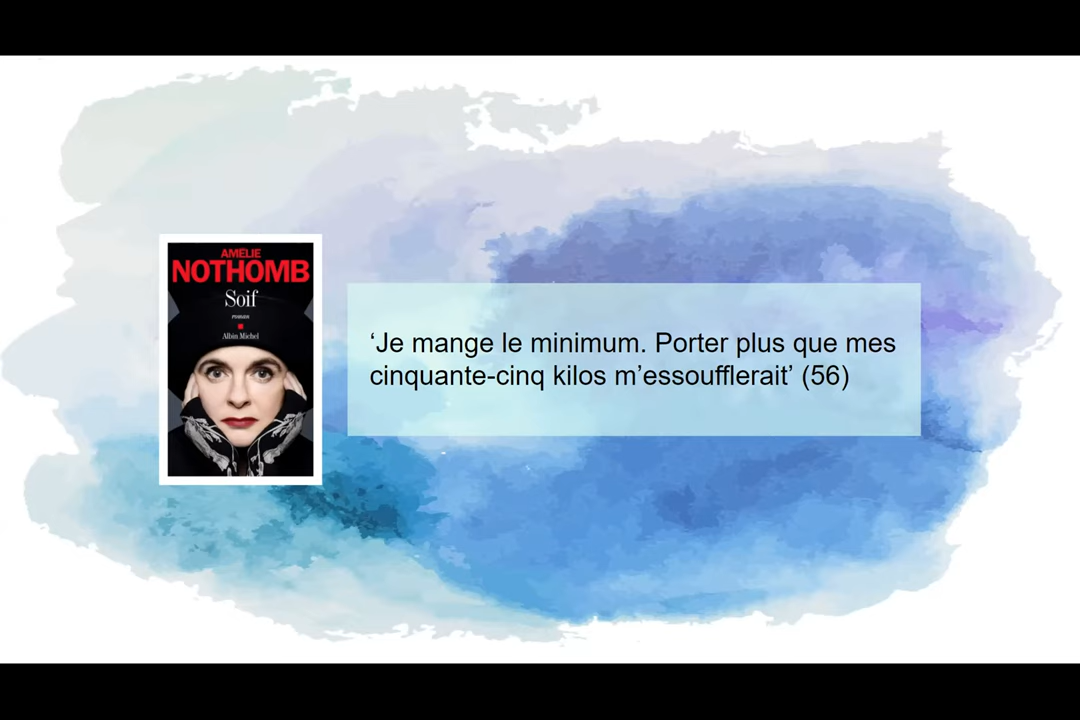 AMÉLIE
NOTHOMB
Soif
roman
Albin Michel
‘Je mange le minimum. Porter plus que mes
cinquante-cinq kilos m’essoufflerait’ (56)